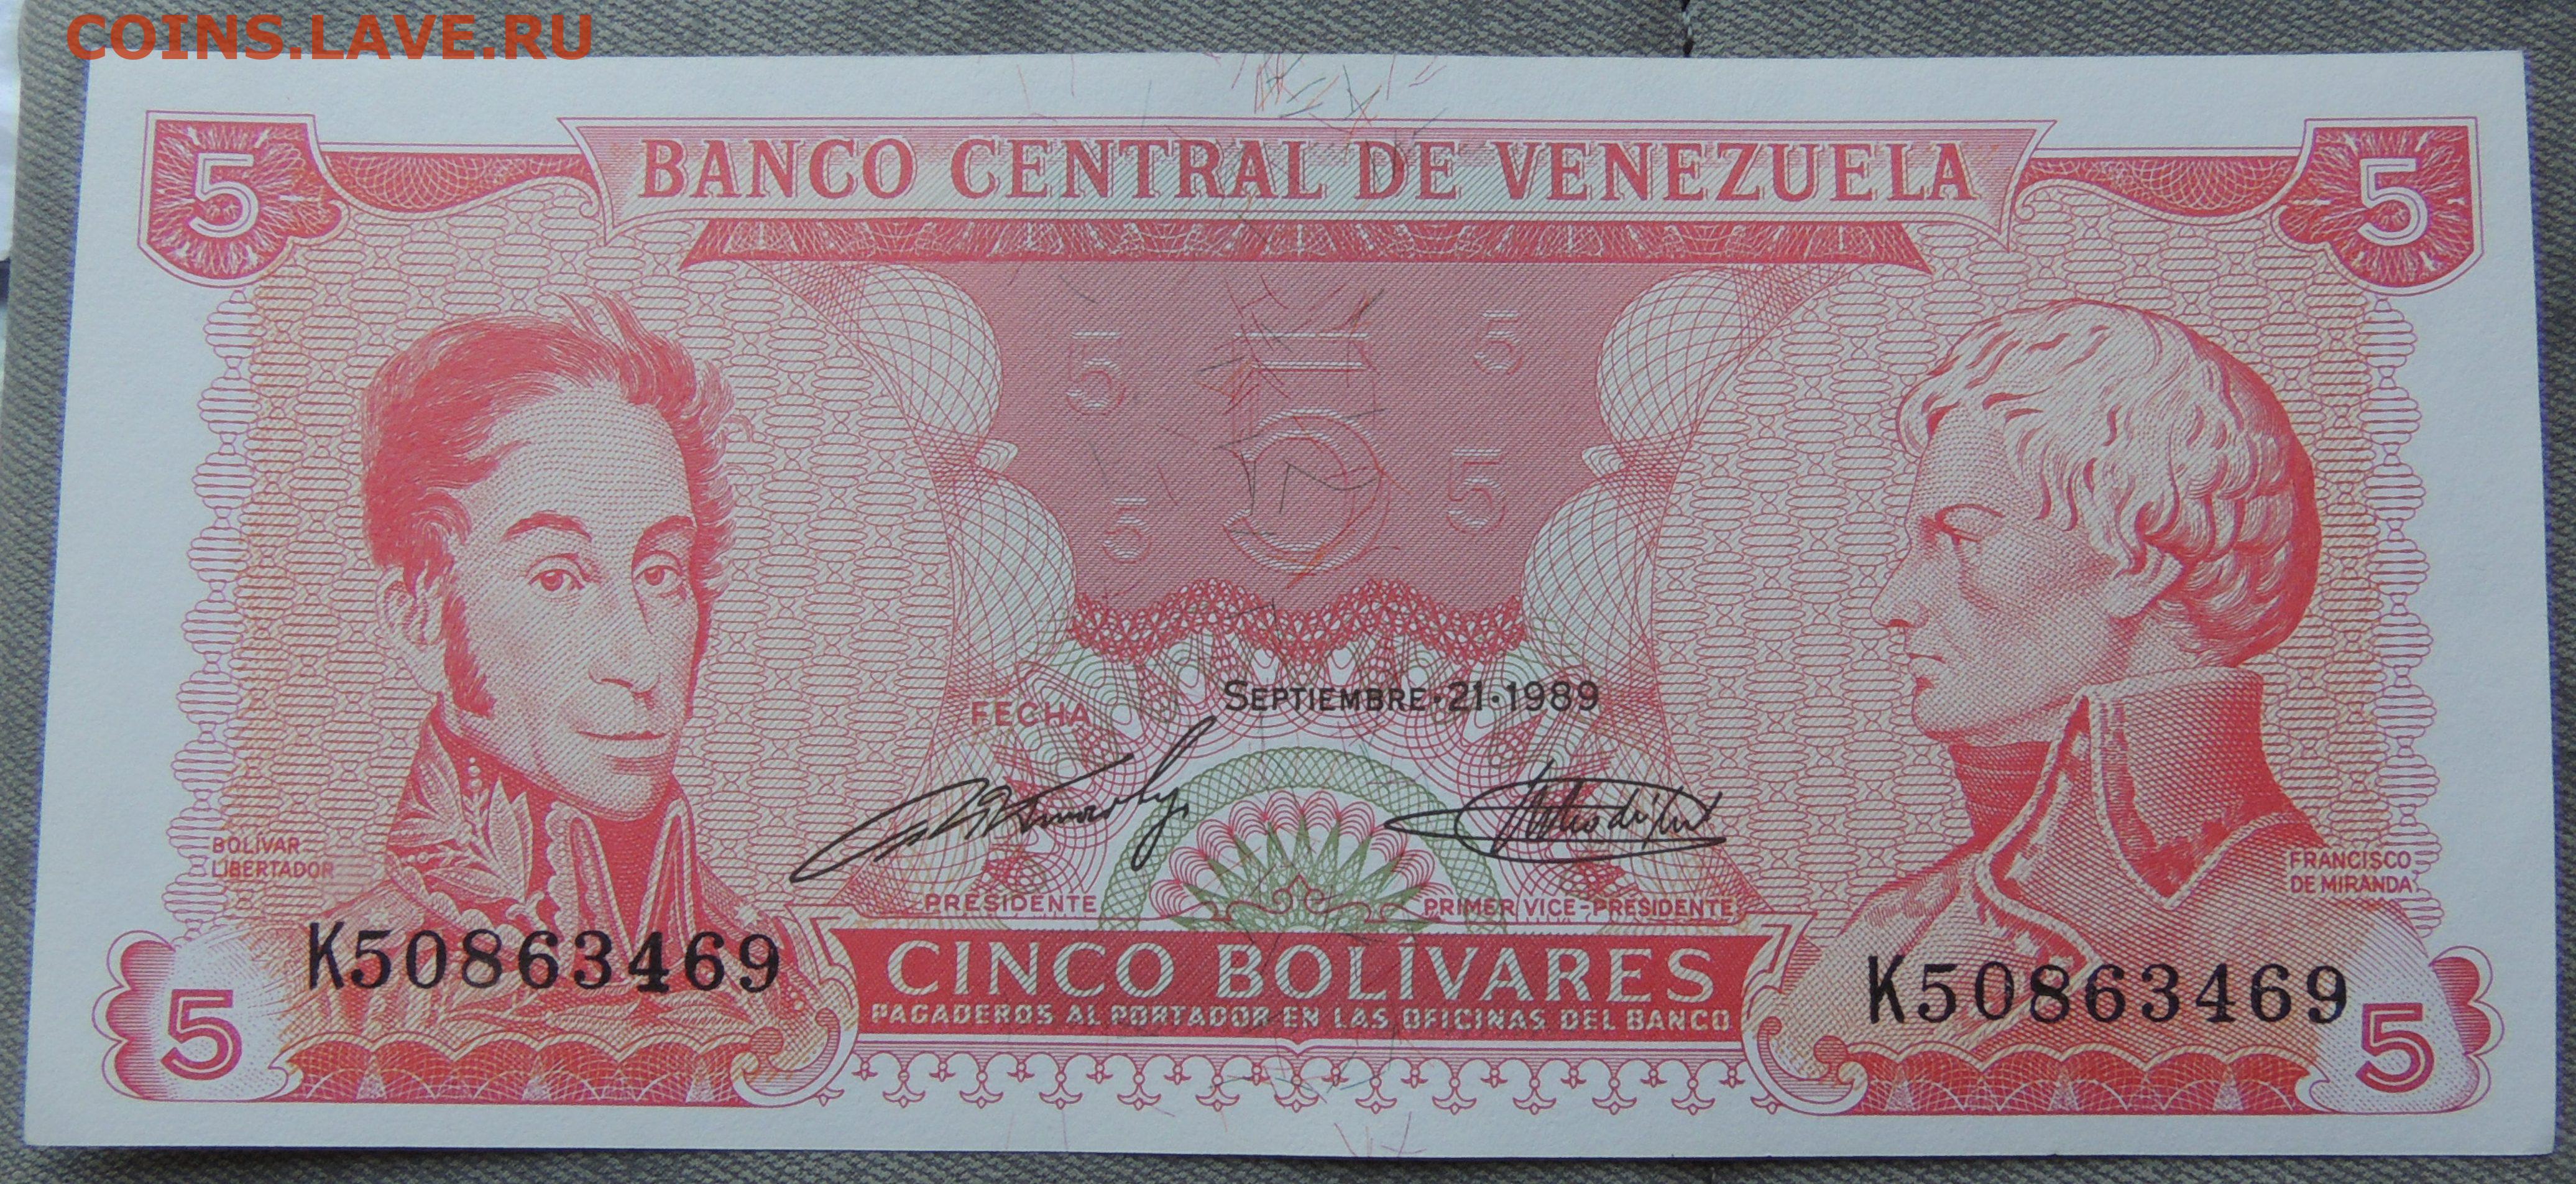 COINS.LAVE.RU
5 5
BANCO CENTRAL DE VENEZUELA
5 5 5
5 5
FECHA SEPTIEMBRE·21·1989
BOLÍVAR
LIBERTADOR
FRANCISCO
DE MIRANDA
PRESIDENTE PRIMER VICE-PRESIDENTE
K50863469 K50863469
CINCO BOLÍVARES
PAGADEROS AL PORTADOR EN LAS OFICINAS DEL BANCO
5 5